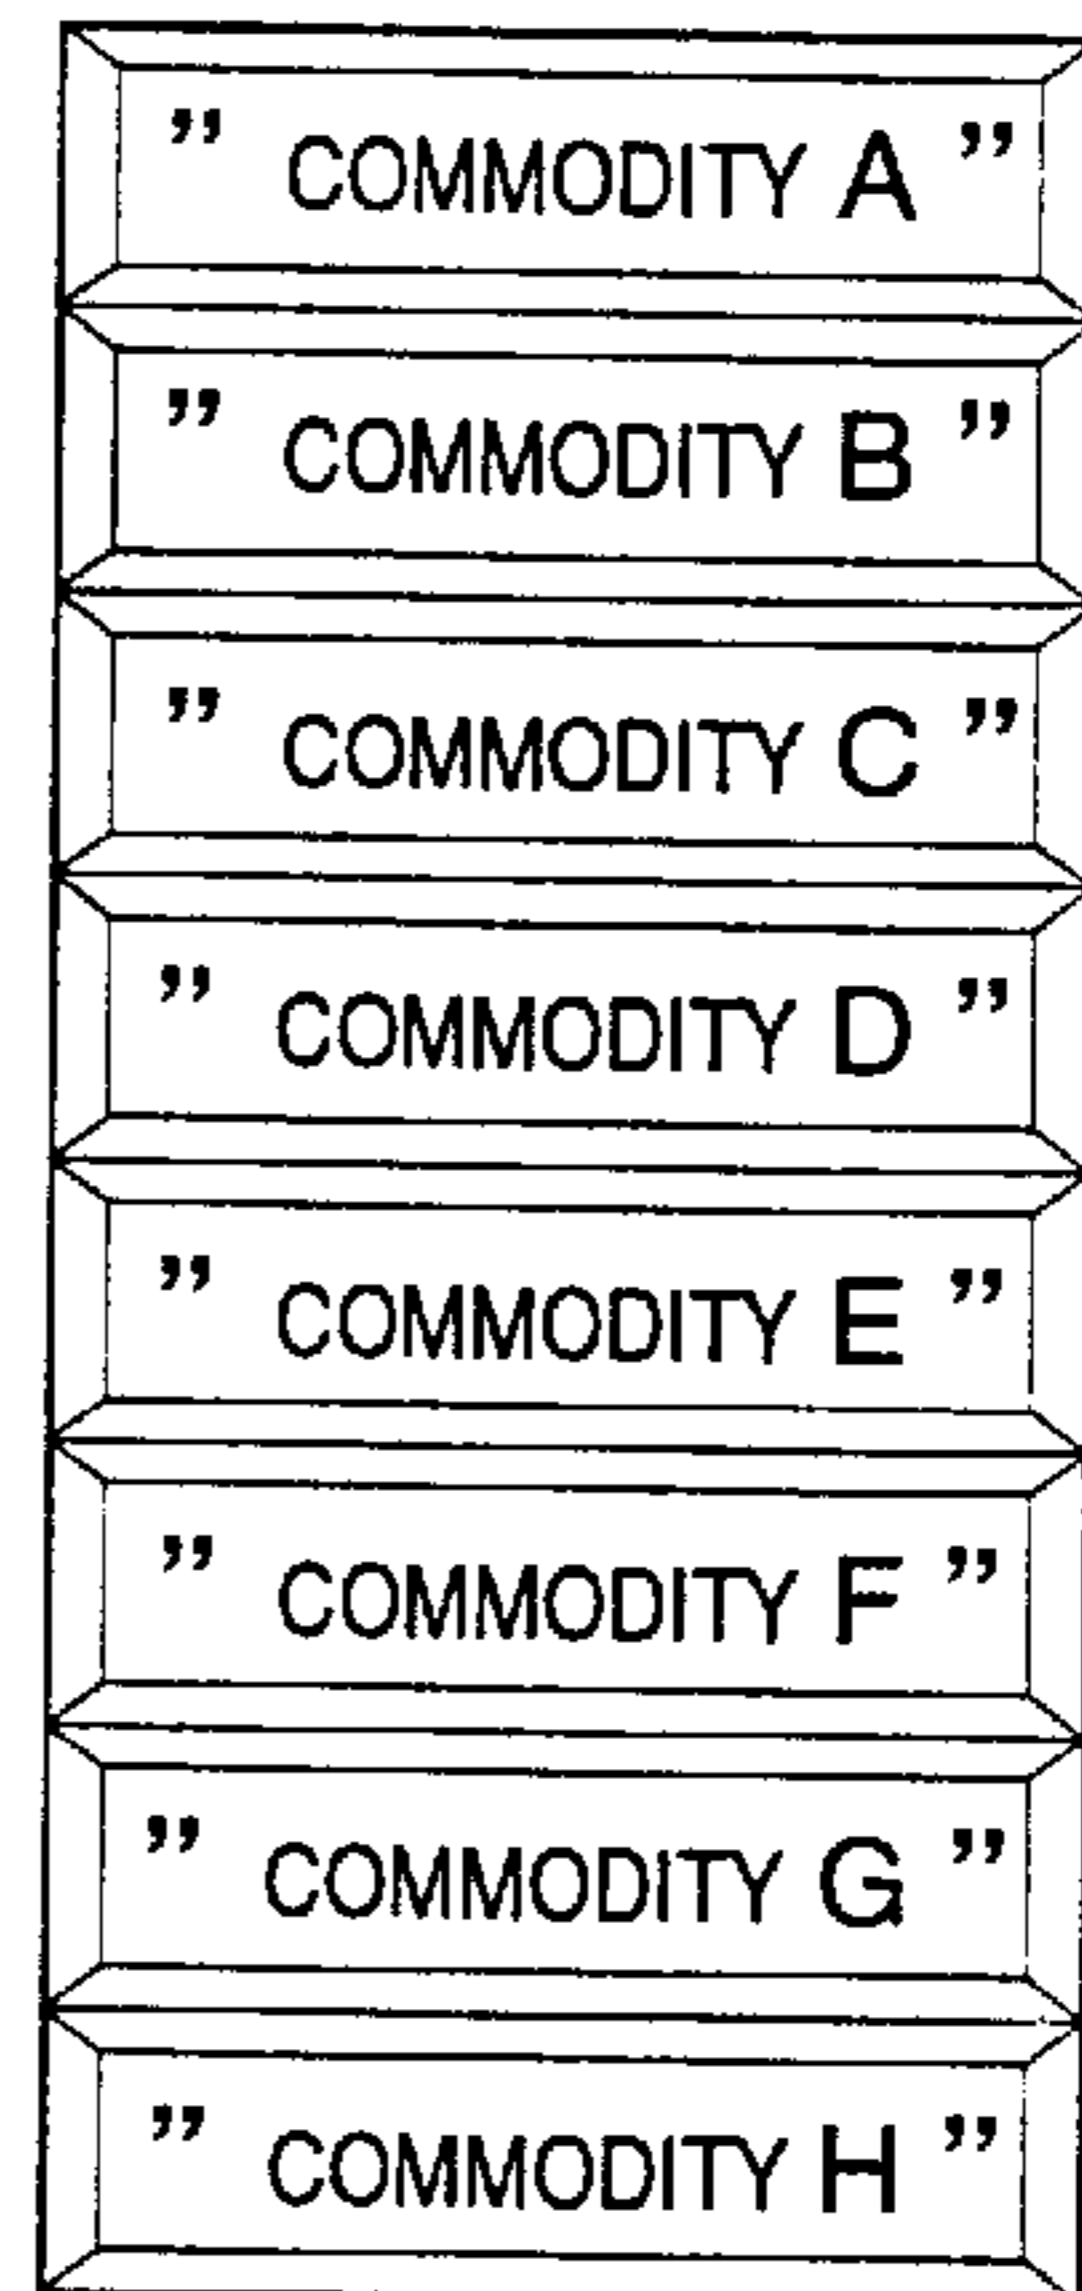 ” COMMODITY A ”
” COMMODITY B ”
” COMMODITY C ”
” COMMODITY D ”
” COMMODITY E ”
” COMMODITY F ”
” COMMODITY G ”
” COMMODITY H ”